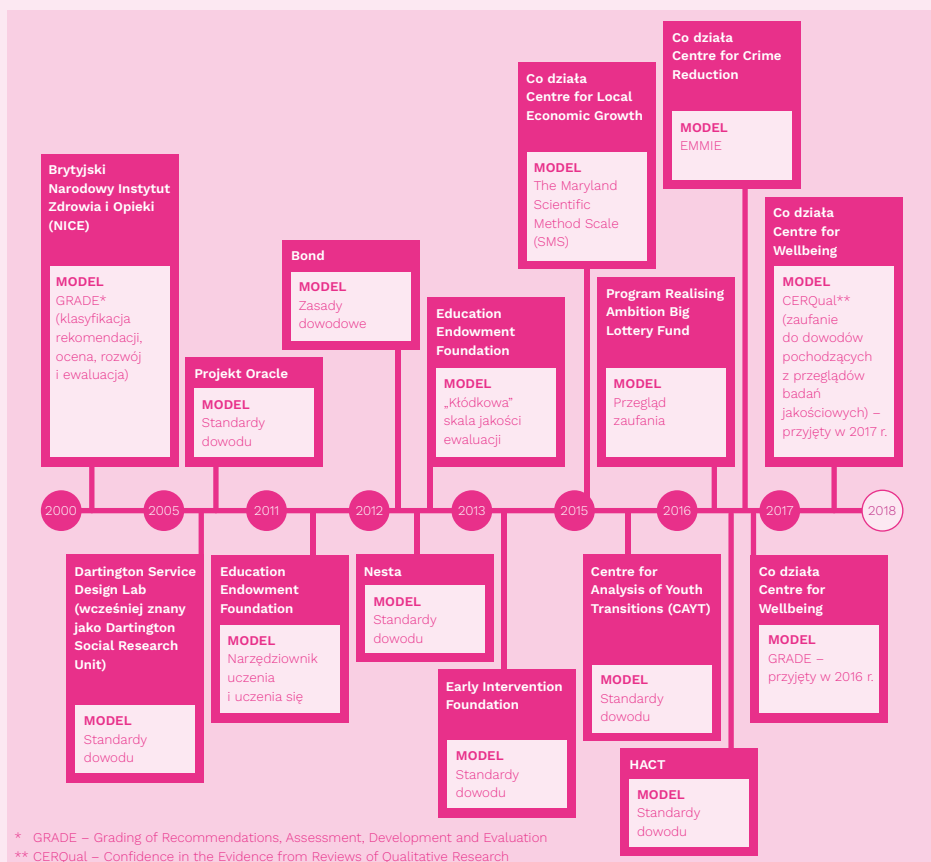 Brytyjski
Narodowy Instytut
Zdrowia i Opieki
(NICE)
MODEL
GRADE*
(klasyfikacja
rekomendacji,
ocena, rozwój
i ewaluacja)
Projekt Oracle
MODEL
Standardy
dowodu
Bond
MODEL
Zasady
dowodowe
Education
Endowment
Foundation
MODEL
„Kłódkowa”
skala jakości
ewaluacji
Co działa
Centre for Local
Economic Growth
MODEL
The Maryland
Scientific
Method Scale
(SMS)
Program Realising
Ambition Big
Lottery Fund
MODEL
Przegląd
zaufania
Co działa
Centre for Crime
Reduction
MODEL
EMMIE
Co działa
Centre for
Wellbeing
MODEL
CERQual**
(zaufanie
do dowodów
pochodzących
z przeglądów
badań
jakościowych) –
przyjęty w 2017 r.
2000
2005
2011
2012
2013
2015
2016
2017
2018
Dartington Service
Design Lab
(wcześniej znany
jako Dartington
Social Research
Unit)
MODEL
Standardy
dowodu
Education
Endowment
Foundation
MODEL
Narzędziownik
uczenia
i uczenia się
Nesta
MODEL
Standardy
dowodu
Early Intervention
Foundation
MODEL
Standardy
dowodu
Centre for
Analysis of Youth
Transitions (CAYT)
MODEL
Standardy
dowodu
HACT
MODEL
Standardy
dowodu
Co działa
Centre for
Wellbeing
MODEL
GRADE –
przyjęty w 2016 r.
* GRADE – Grading of Recommendations, Assessment, Development and Evaluation
** CERQual – Confidence in the Evidence from Reviews of Qualitative Research